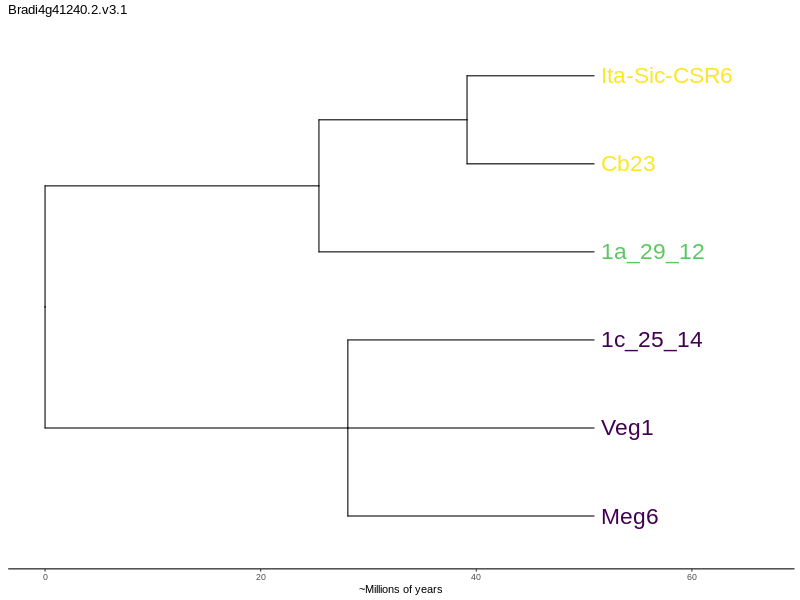 Bradi4g41240.2.v3.1
Ita-Sic-CSR6
Cb23
1a_29_12
1c_25_14
Veg1
Meg6
0 20 40 60
~Millions of years